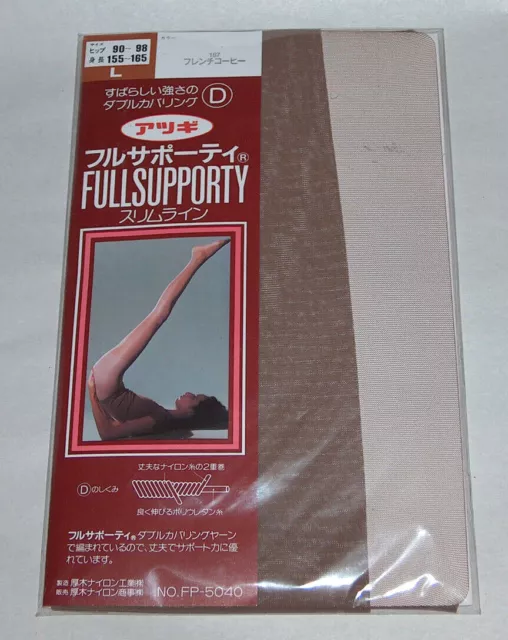 サイズ
ヒップ 90〜98
身長 155〜165
L
カラー
167
フレンチコーヒー
すばらしい強さの
ダブルカバリング D
アツギ
フルサポーティ®
FULLSUPPORTY
スリムライン
丈夫なナイロン糸の2重巻
Dのしくみ
良く伸びるポリウレタン糸
フルサポーティ®ダブルカバリングヤーン
で編まれているので、丈夫でサポート力に優
れています。
製造 厚木ナイロン工業(株)
販売 厚木ナイロン商事(株)
NO.FP-5040